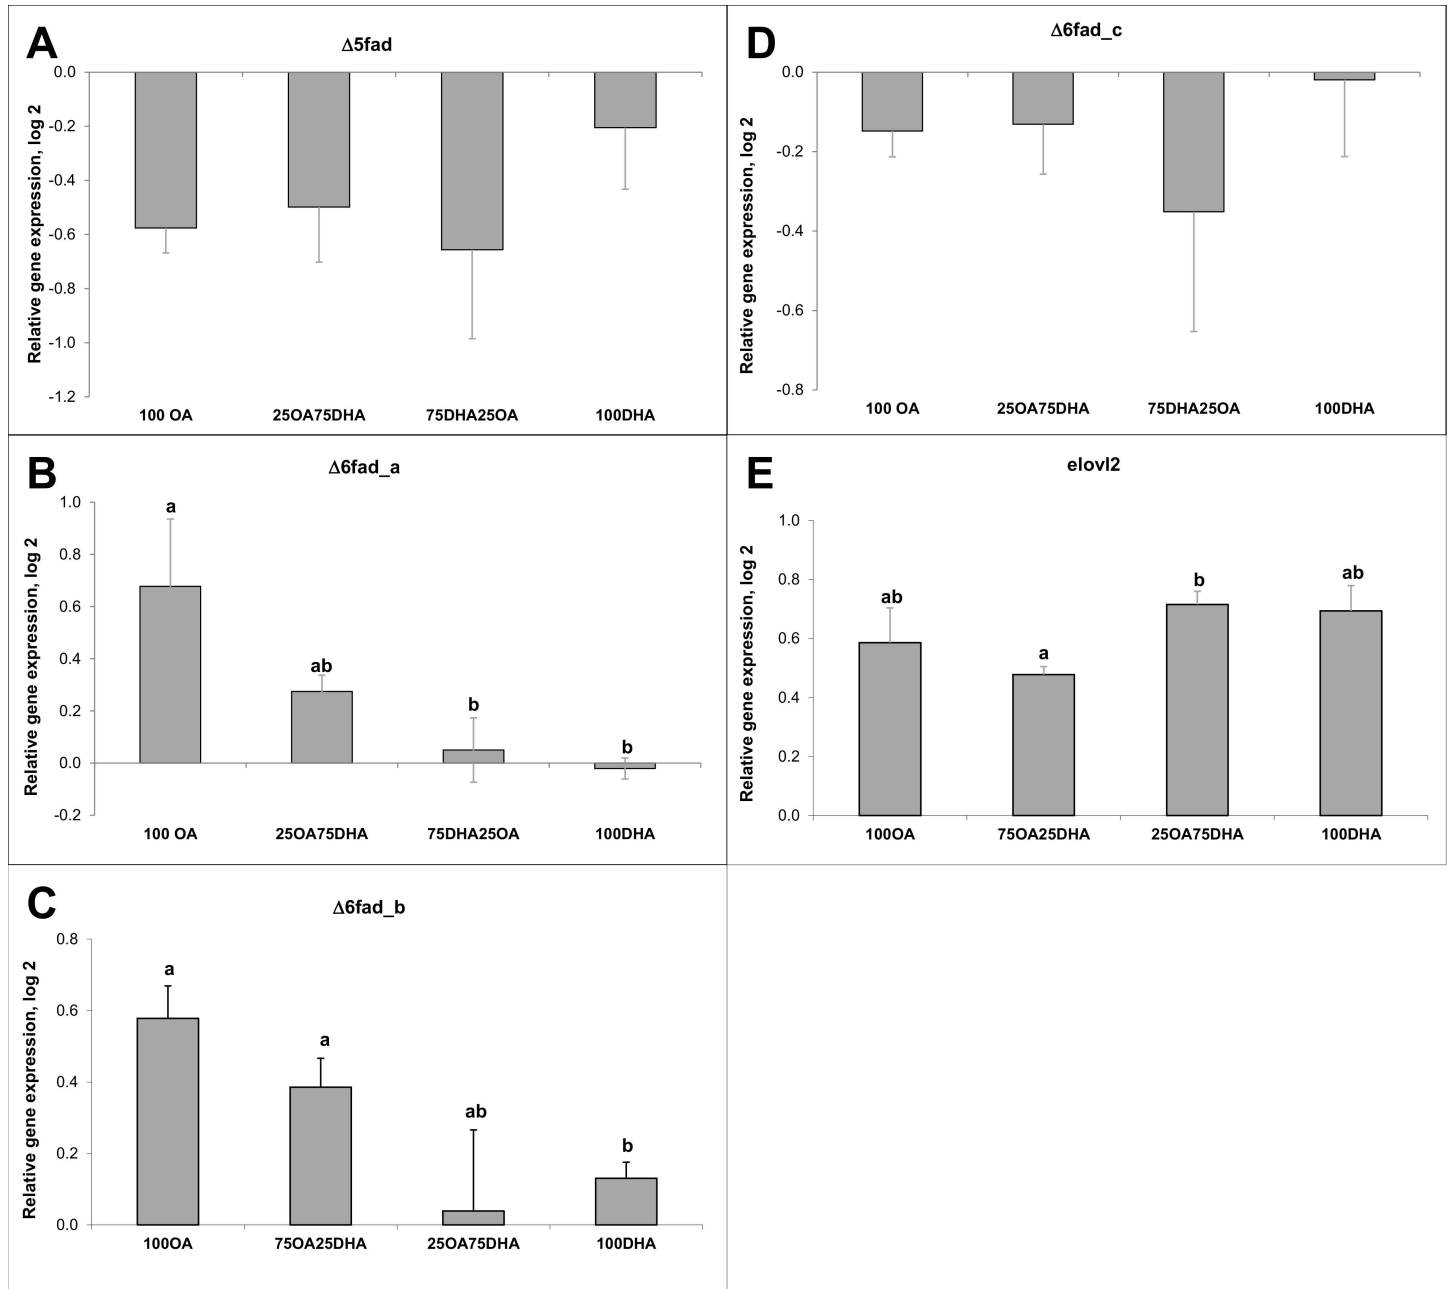 A
Δ5fad
Relative gene expression, log 2
0.0
-0.2
-0.4
-0.6
-0.8
-1.0
-1.2
100 OA 25OA75DHA 75DHA25OA 100DHA
D
Δ6fad_c
Relative gene expression, log 2
0.0
-0.2
-0.4
-0.6
-0.8
100 OA 25OA75DHA 75DHA25OA 100DHA
B
Δ6fad_a
Relative gene expression, log 2
1.0
0.8
0.6
0.4
0.2
0.0
-0.2
a ab b b
100 OA 25OA75DHA 75DHA25OA 100DHA
E
elovl2
Relative gene expression, log 2
1.0
0.8
0.6
0.4
0.2
0.0
ab a b ab
100OA 75OA25DHA 25OA75DHA 100DHA
C
Δ6fad_b
Relative gene expression, log 2
0.8
0.6
0.4
0.2
0.0
a a ab b
100OA 75OA25DHA 25OA75DHA 100DHA